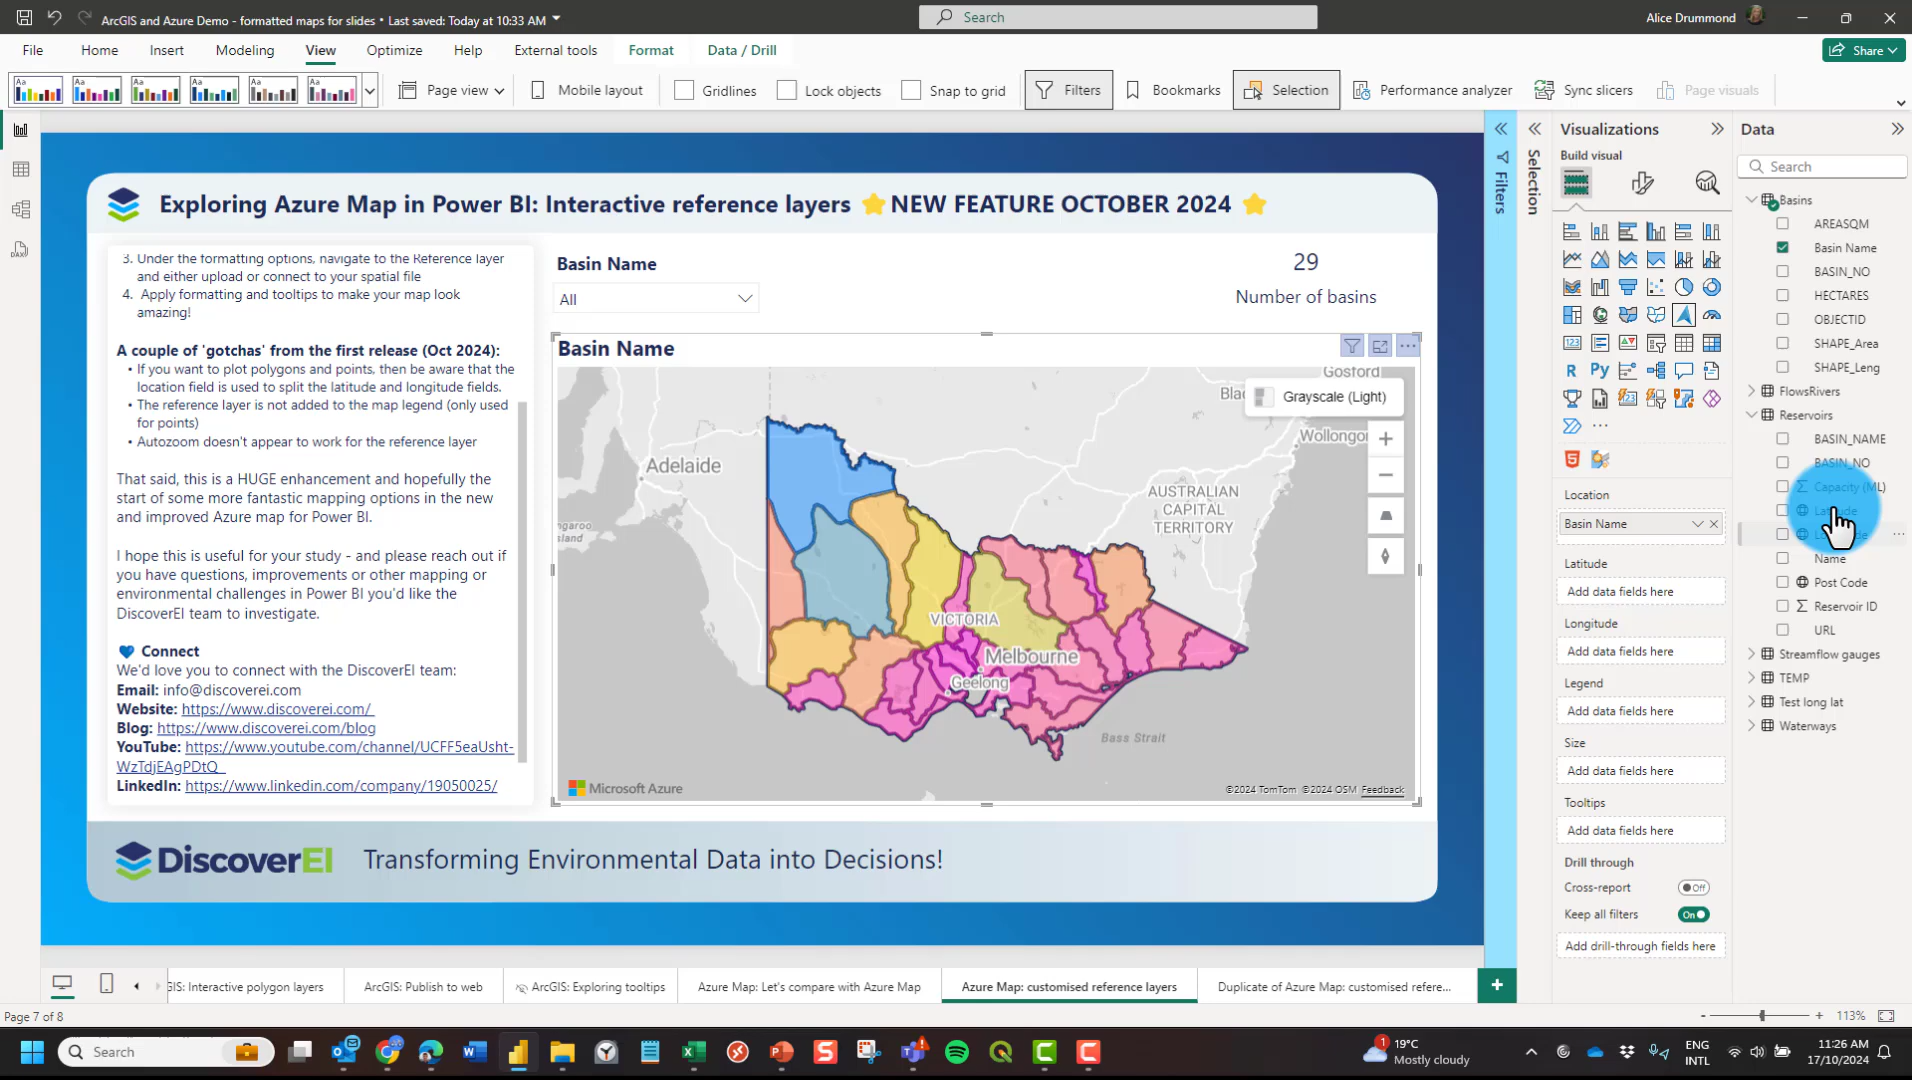 ArcGIS and Azure Demo - formatted maps for slides • Last saved: Today at 10:33 AM
Search
Alice Drummond
File
Home
Insert
Modeling
View
Optimize
Help
External tools
Format
Data / Drill
Share
Aa
Aa
Aa
Aa
Aa
Aa
Page view
Mobile layout
Gridlines
Lock objects
Snap to grid
Filters
Bookmarks
Selection
Performance analyzer
Sync slicers
Page visuals
Exploring Azure Map in Power BI: Interactive reference layers ⭐NEW FEATURE OCTOBER 2024 ⭐
3. Under the formatting options, navigate to the Reference layer
and either upload or connect to your spatial file
4. Apply formatting and tooltips to make your map look
amazing!
A couple of 'gotchas' from the first release (Oct 2024):
• If you want to plot polygons and points, then be aware that the
location field is used to split the latitude and longitude fields.
• The reference layer is not added to the map legend (only used
for points)
• Autozoom doesn't appear to work for the reference layer
That said, this is a HUGE enhancement and hopefully the
start of some more fantastic mapping options in the new
and improved Azure map for Power BI.
I hope this is useful for your study - and please reach out if
you have questions, improvements or other mapping or
environmental challenges in Power BI you'd like the
DiscoverEI team to investigate.
💙 Connect
We'd love you to connect with the DiscoverEI team:
Email: info@discoverei.com
Website: https://www.discoverei.com/
Blog: https://www.discoverei.com/blog
YouTube: https://www.youtube.com/channel/UCFF5eaUsht-
WzTdjEAgPDtQ
LinkedIn: https://www.linkedin.com/company/19050025/
Basin Name
All
29
Number of basins
Basin Name
Gosford
Grayscale (Light)
Wollongo
Adelaide
AUSTRALIAN
CAPITAL
TERRITORY
VICTORIA
Melbourne
Geelong
Bass Strait
Microsoft Azure
©2024 TomTom ©2024 OSM Feedback
DiscoverEI
Transforming Environmental Data into Decisions!
Filters
Selection
Visualizations
Build visual
R
Py
Location
Basin Name
Latitude
Add data fields here
Longitude
Add data fields here
Legend
Add data fields here
Size
Add data fields here
Tooltips
Add data fields here
Drill through
Cross-report
Off
Keep all filters
On
Add drill-through fields here
Data
Search
Basins
AREASQM
Basin Name
BASIN_NO
HECTARES
OBJECTID
SHAPE_Area
SHAPE_Leng
FlowsRivers
Reservoirs
BASIN_NAME
BASIN_NO
Capacity (ML)
Latitude
Name
Post Code
Reservoir ID
URL
Streamflow gauges
TEMP
Test long lat
Waterways
GIS: Interactive polygon layers
ArcGIS: Publish to web
ArcGIS: Exploring tooltips
Azure Map: Let's compare with Azure Map
Azure Map: customised reference layers
Duplicate of Azure Map: customised refere...
Page 7 of 8
113%
Search
19°C
Mostly cloudy
ENG
INTL
11:26 AM
17/10/2024